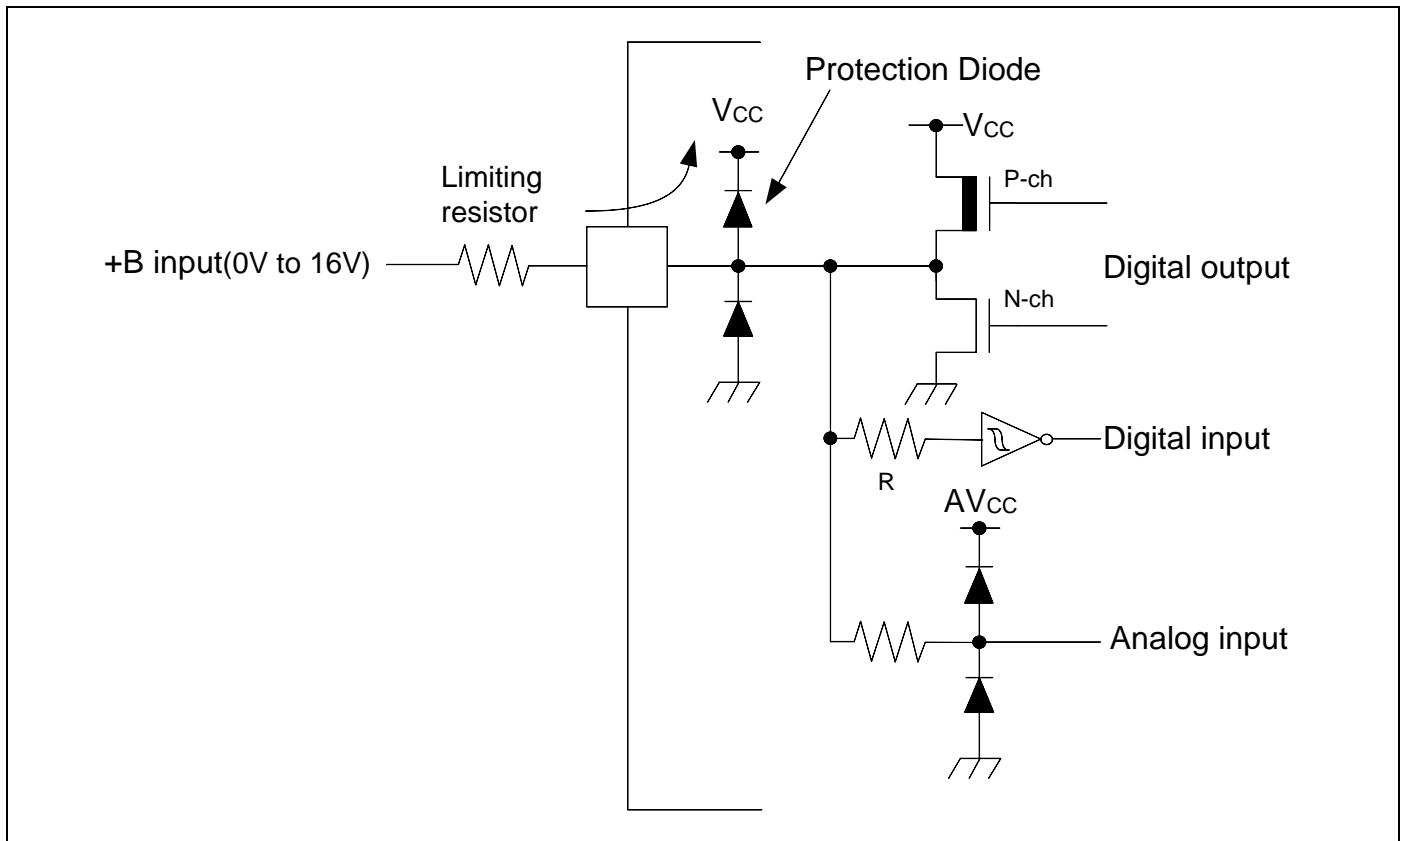 Protection Diode
VCC
VCC
P-ch
Limiting
resistor
+B input(0V to 16V)
Digital output
N-ch
Digital input
R
AVCC
Analog input